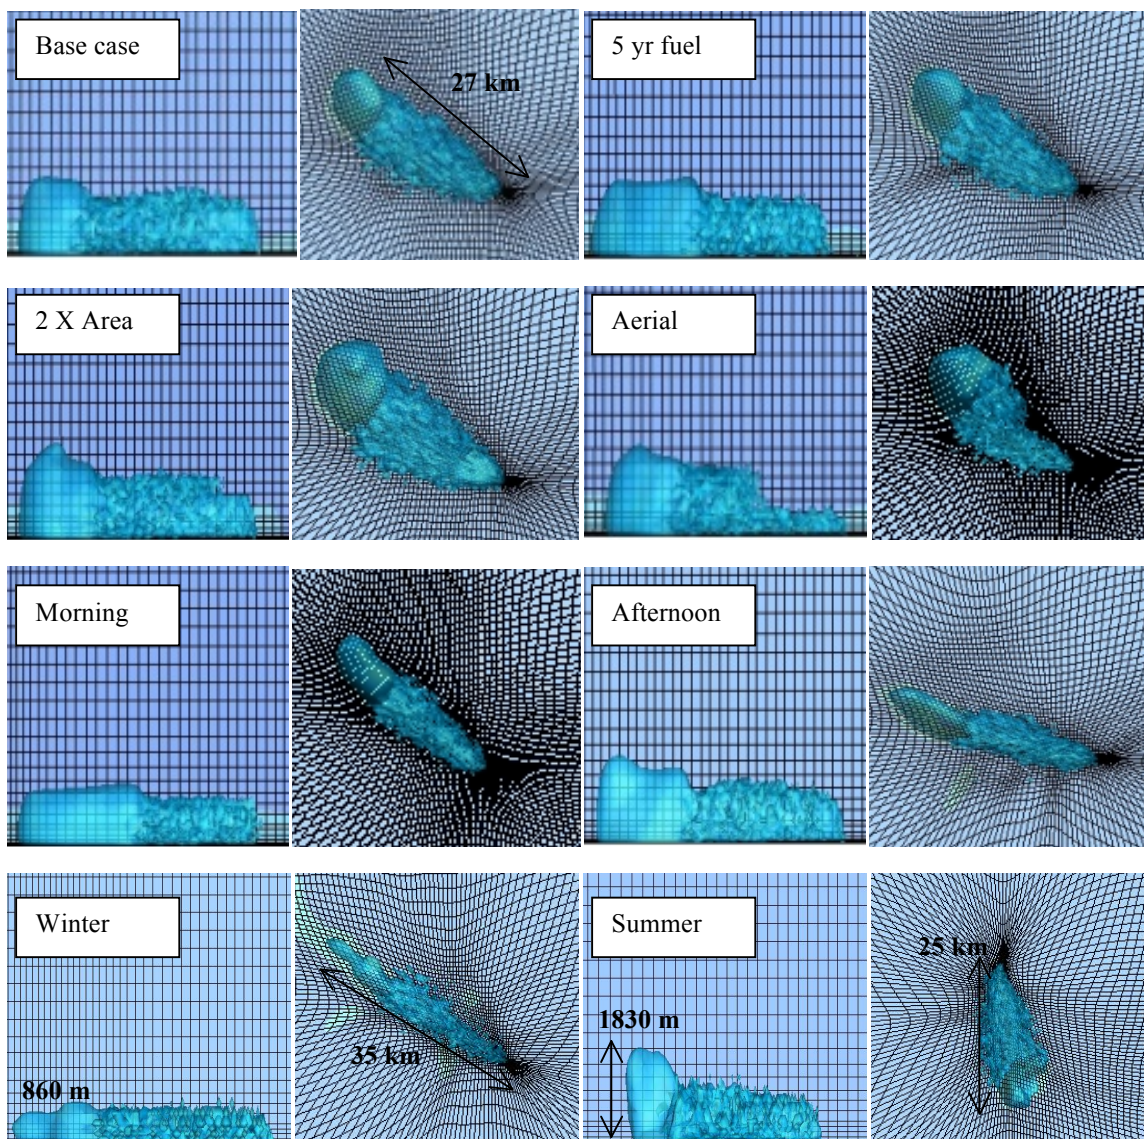 Base case
27 km
5 yr fuel
2 X Area
Aerial
Morning
Afternoon
Winter
860 m
35 km
Summer
1830 m
25 km